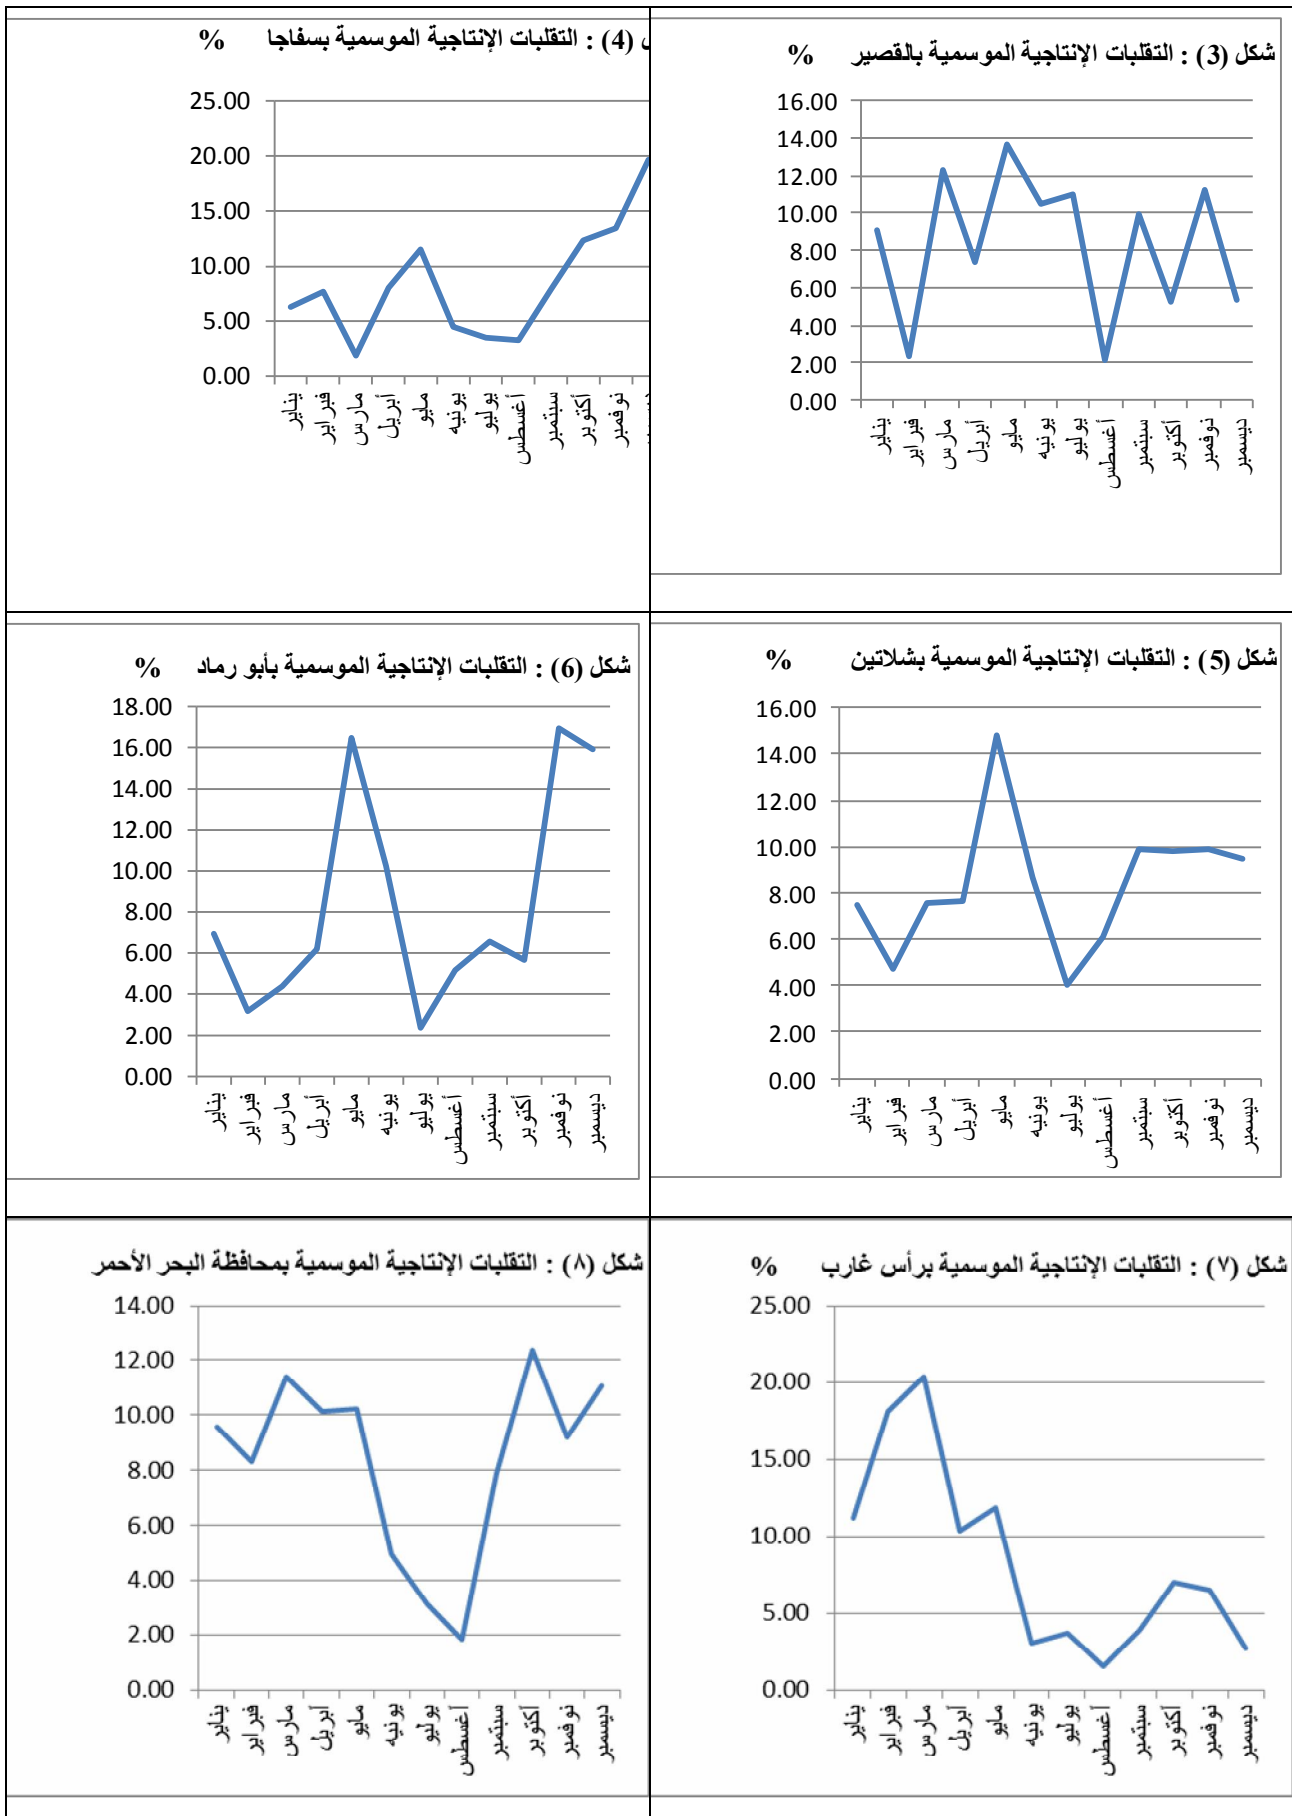 شكل (3) : التقلبات الإنتاجية الموسمية بالقصير %
16.00
14.00
12.00
10.00
8.00
6.00
4.00
2.00
0.00
يناير
فبراير
مارس
أبريل
مايو
يونيه
يوليو
أغسطس
سبتمبر
أكتوبر
نوفمبر
ديسمبر
(4) : التقلبات الإنتاجية الموسمية بسفاجا %
25.00
20.00
15.00
10.00
5.00
0.00
يناير
فبراير
مارس
أبريل
مايو
يونيه
يوليو
أغسطس
سبتمبر
أكتوبر
نوفمبر
شكل (5) : التقلبات الإنتاجية الموسمية بشلاتين %
16.00
14.00
12.00
10.00
8.00
6.00
4.00
2.00
0.00
يناير
فبراير
مارس
أبريل
مايو
يونيه
يوليو
أغسطس
سبتمبر
أكتوبر
نوفمبر
ديسمبر
شكل (6) : التقلبات الإنتاجية الموسمية بأبو رماد %
18.00
16.00
14.00
12.00
10.00
8.00
6.00
4.00
2.00
0.00
يناير
فبراير
مارس
أبريل
مايو
يونيه
يوليو
أغسطس
سبتمبر
أكتوبر
نوفمبر
ديسمبر
شكل (٧) : التقلبات الإنتاجية الموسمية برأس غارب %
25.00
20.00
15.00
10.00
5.00
0.00
يناير
فبراير
مارس
أبريل
مايو
يونيه
يوليو
أغسطس
سبتمبر
أكتوبر
نوفمبر
ديسمبر
شكل (٨) : التقلبات الإنتاجية الموسمية بمحافظة البحر الأحمر
14.00
12.00
10.00
8.00
6.00
4.00
2.00
0.00
يناير
فبراير
مارس
أبريل
مايو
يونيه
يوليو
أغسطس
سبتمبر
أكتوبر
نوفمبر
ديسمبر